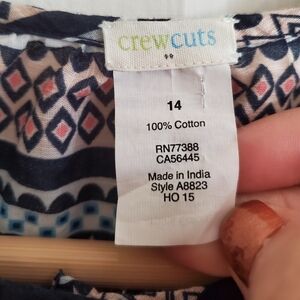 crewcuts
14
100% Cotton
RN77388
CA56445
Made in India
Style A8823
HO 15